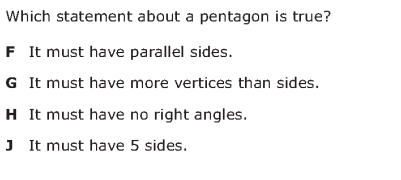 Which statement about a pentagon is true?
F It must have parallel sides.
G It must have more vertices than sides.
H It must have no right angles.
J It must have 5 sides.